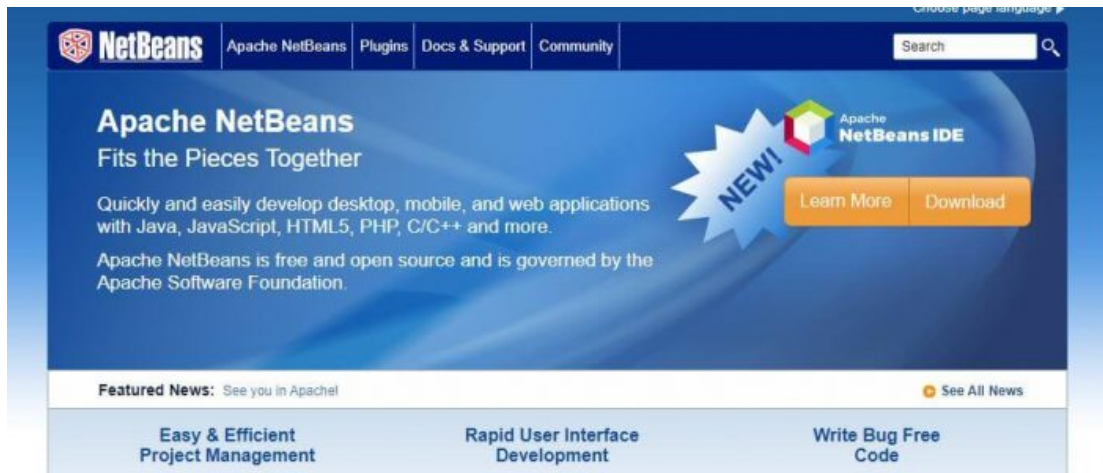 Choose page language
NetBeans
Apache NetBeans
Plugins
Docs & Support
Community
Search
Apache NetBeans
Fits the Pieces Together
Quickly and easily develop desktop, mobile, and web applications
with Java, JavaScript, HTML5, PHP, C/C++ and more.
Apache NetBeans is free and open source and is governed by the
Apache Software Foundation.
NEW!
Apache
NetBeans IDE
Learn More
Download
Featured News: See you in Apache!
See All News
Easy & Efficient
Project Management
Rapid User Interface
Development
Write Bug Free
Code